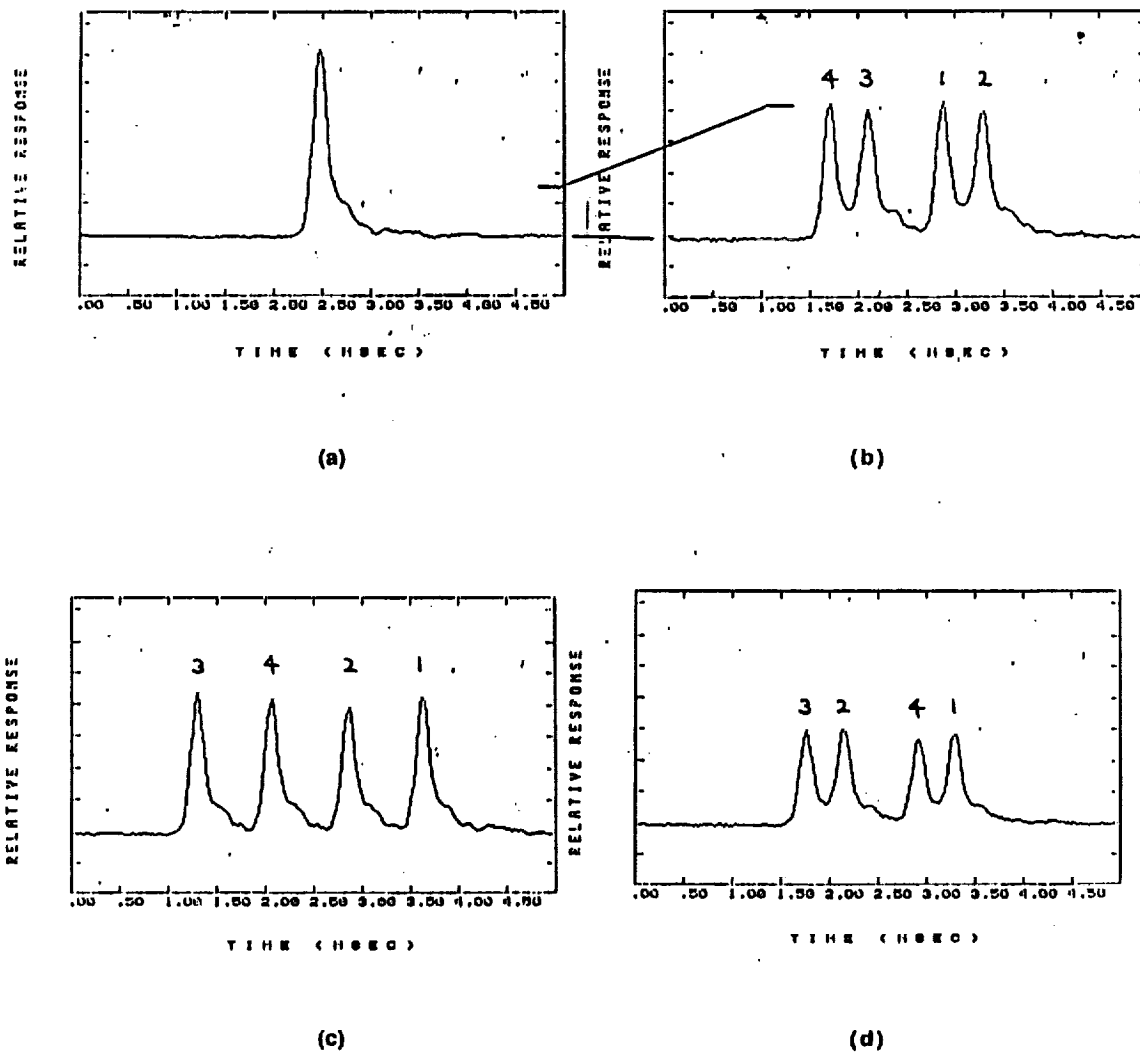 RELATIVE RESPONSE
.00 .50 1.00 1.50 2.00 2.50 3.00 3.50 4.00 4.50
TIME (NSEC)
(a)
RELATIVE RESPONSE
4 3 1 2
.00 .50 1.00 1.50 2.00 2.50 3.00 3.50 4.00 4.50
TIME (NSEC)
(b)
RELATIVE RESPONSE
3 4 2 1
.00 .50 1.00 1.50 2.00 2.50 3.00 3.50 4.00 4.50
TIME (NSEC)
(c)
RELATIVE RESPONSE
3 2 4 1
.00 .50 1.00 1.50 2.00 2.50 3.00 3.50 4.00 4.50
TIME (NSEC)
(d)